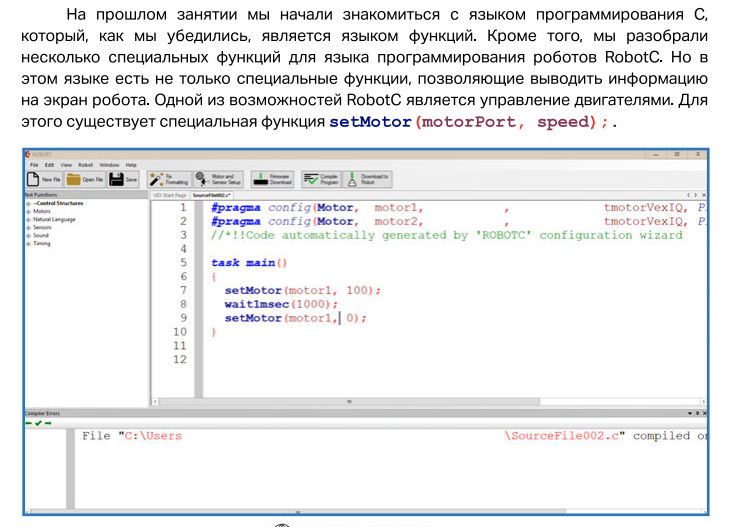 На прошлом занятии мы начали знакомиться с языком программирования С,
который, как мы убедились, является языком функций. Кроме того, мы разобрали
несколько специальных функций для языка программирования роботов RobotC. Но в
этом языке есть не только специальные функции, позволяющие выводить информацию
на экран робота. Одной из возможностей RobotC является управление двигателями. Для
этого существует специальная функция setMotor(motorPort, speed);.
ROBOTC
File Edit View Robot Window Help
New File Open File Save Fix Formatting Motor and Sensor Setup Firmware Download Compile Program Download to Robot
Text Functions
VEX Start Page SourceFile002.c*
~Control Structures
Motors
Natural Language
Sensors
Sound
Timing
1 #pragma config(Motor, motor1, , tmotorVexIQ, P
2 #pragma config(Motor, motor2, , tmotorVexIQ, P
3 //*!!Code automatically generated by 'ROBOTC' configuration wizard
4
5 task main()
6 {
7 setMotor(motor1, 100);
8 wait1msec(1000);
9 setMotor(motor1, 0);
10 }
11
12
Compiler Errors
File "C:\Users \SourceFile002.c" compiled on